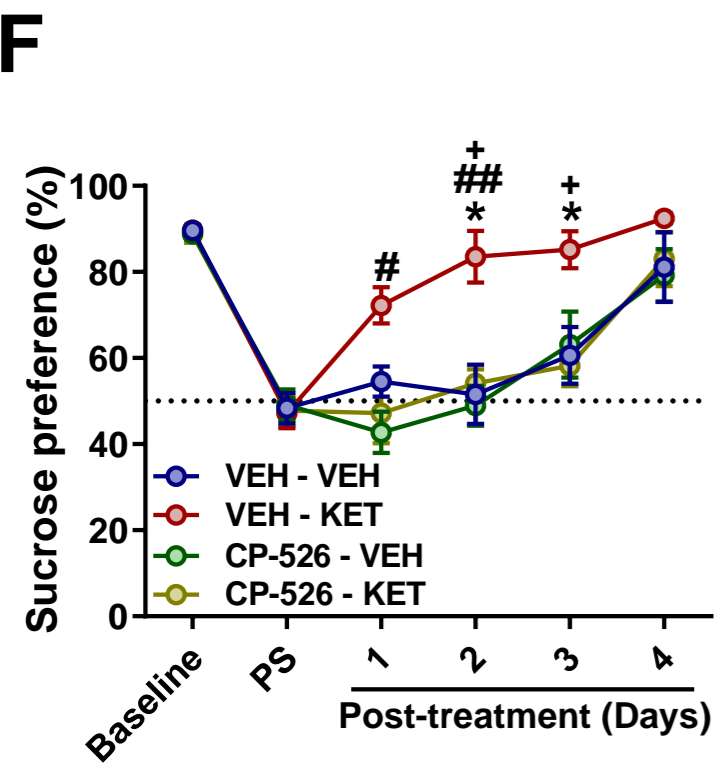 F
Sucrose preference (%)
100
80
60
40
20
0
+
##
*
+
*
#
VEH - VEH
VEH - KET
CP-526 - VEH
CP-526 - KET
Baseline
PS
1
2
3
4
Post-treatment (Days)